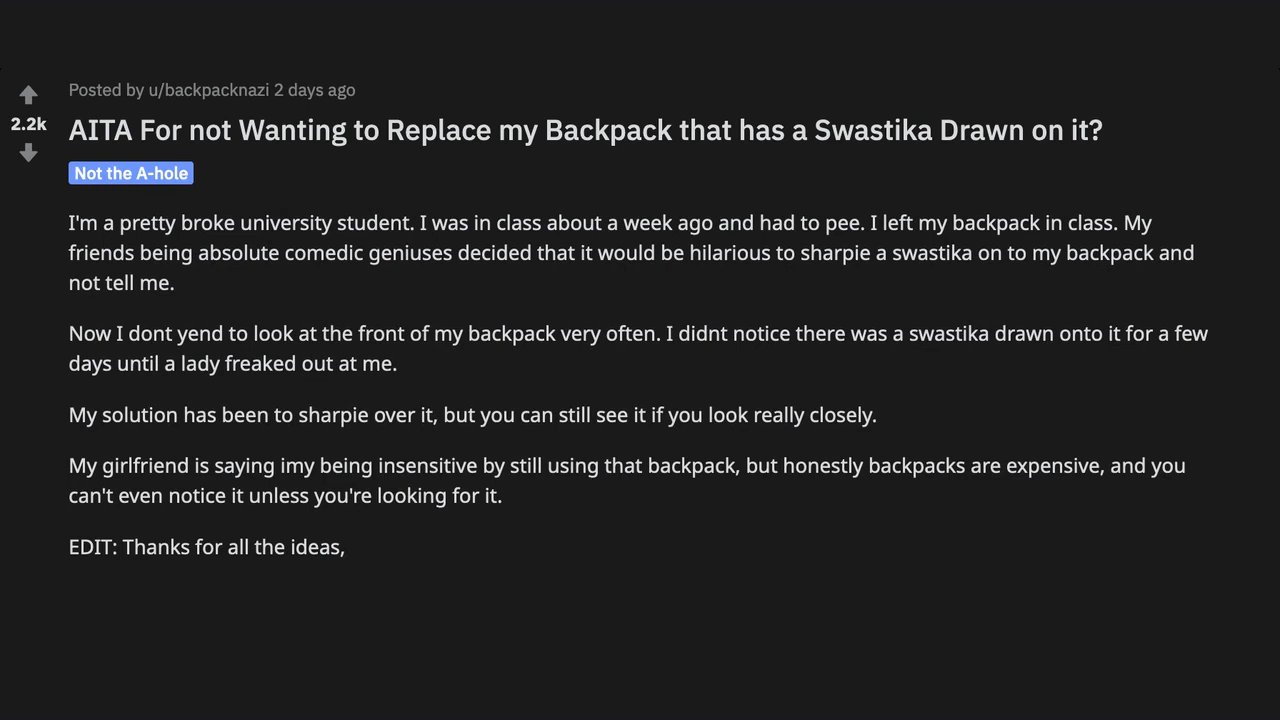 Posted by u/backpacknazi 2 days ago
2.2k
AITA For not Wanting to Replace my Backpack that has a Swastika Drawn on it?
Not the A-hole
I'm a pretty broke university student. I was in class about a week ago and had to pee. I left my backpack in class. My
friends being absolute comedic geniuses decided that it would be hilarious to sharpie a swastika on to my backpack and
not tell me.
Now I dont yend to look at the front of my backpack very often. I didnt notice there was a swastika drawn onto it for a few
days until a lady freaked out at me.
My solution has been to sharpie over it, but you can still see it if you look really closely.
My girlfriend is saying imy being insensitive by still using that backpack, but honestly backpacks are expensive, and you
can't even notice it unless you're looking for it.
EDIT: Thanks for all the ideas,